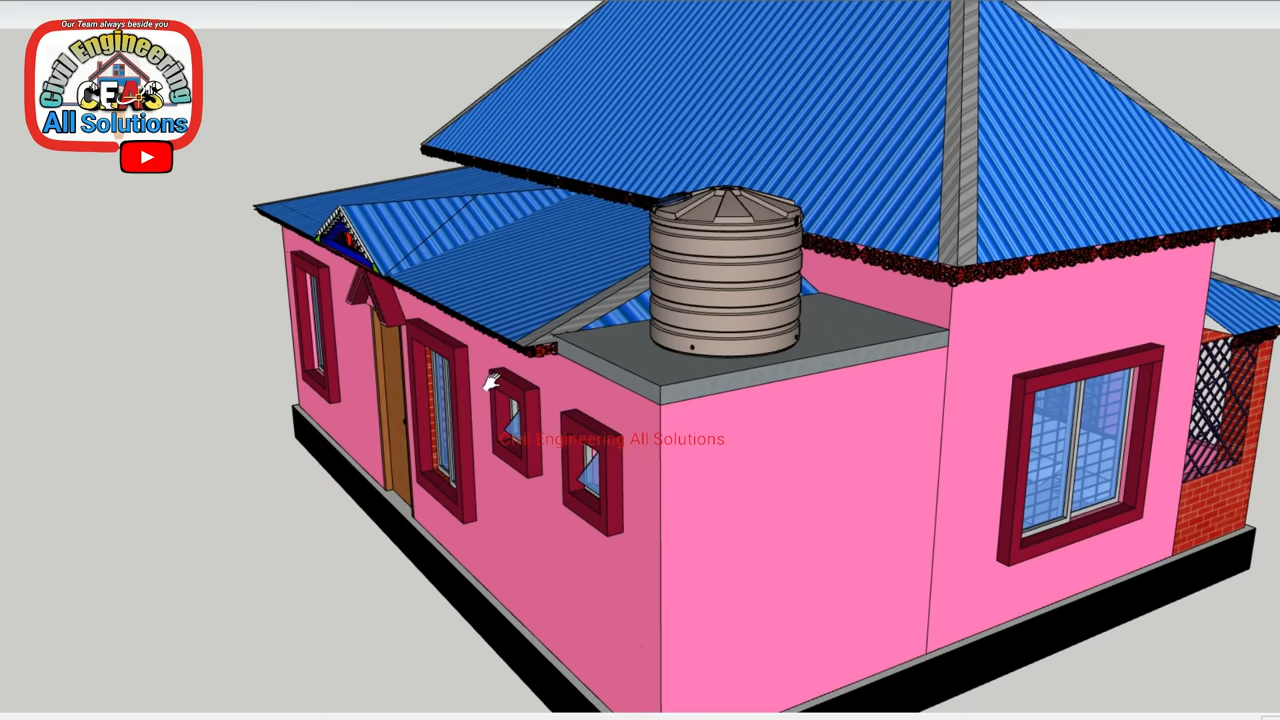 Our Team always beside you
Civil Engineering
CEAS
All Solutions
Civil Engineering All Solutions